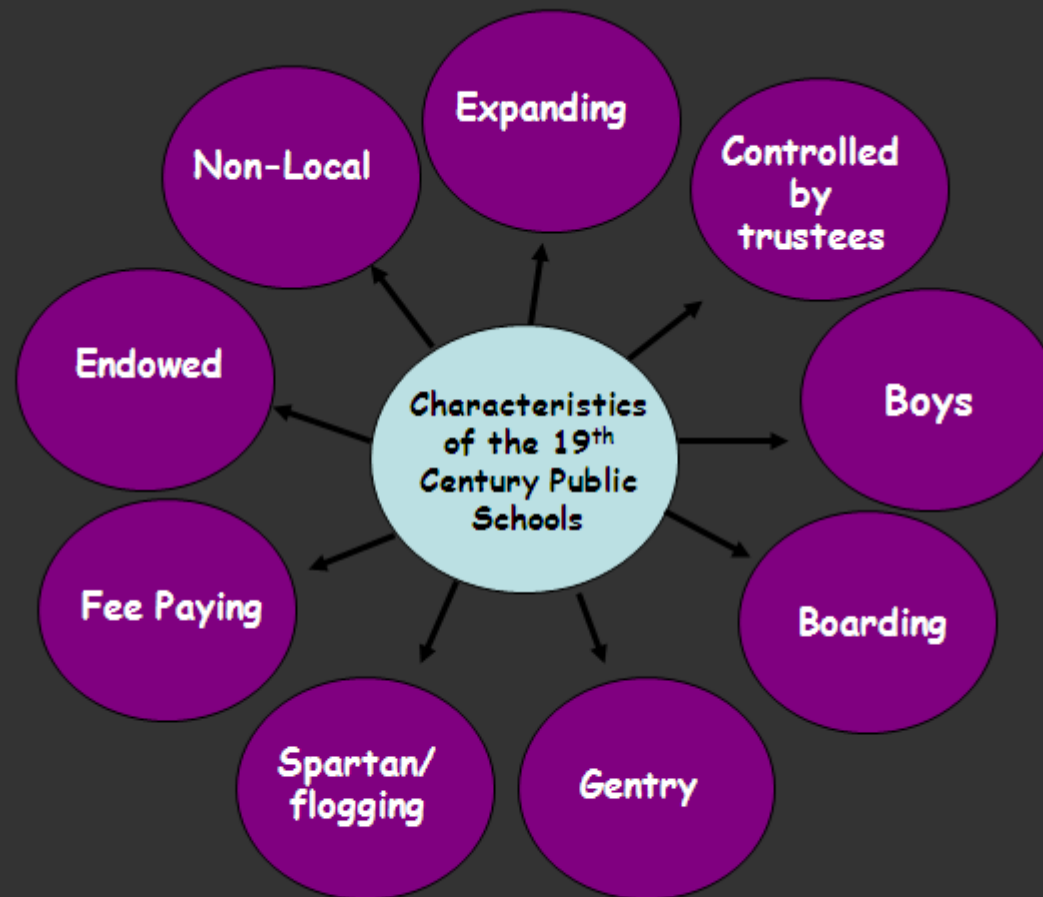 Expanding
Non-Local
Controlled
by
trustees
Endowed
Characteristics
of the 19th
Century Public
Schools
Boys
Fee Paying
Boarding
Spartan/
flogging
Gentry